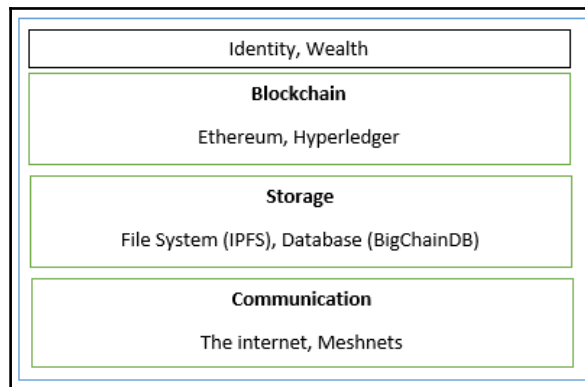 Identity, Wealth
Blockchain
Ethereum, Hyperledger
Storage
File System (IPFS), Database (BigChainDB)
Communication
The internet, Meshnets